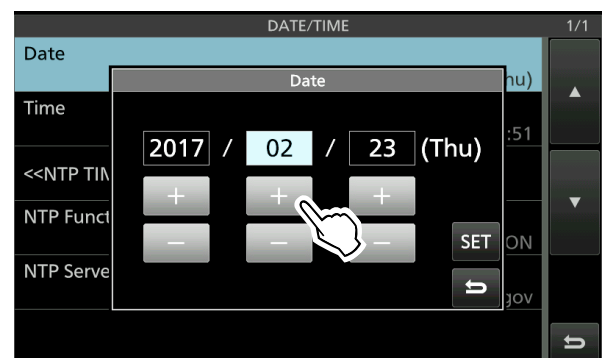 DATE/TIME 1/1
Date
Date
hu)
Time
:51
2017 / 02 / 23 (Thu)
<<NTP TIM
+ + +
NTP Funct
- - -
SET
ON
NTP Serve
gov